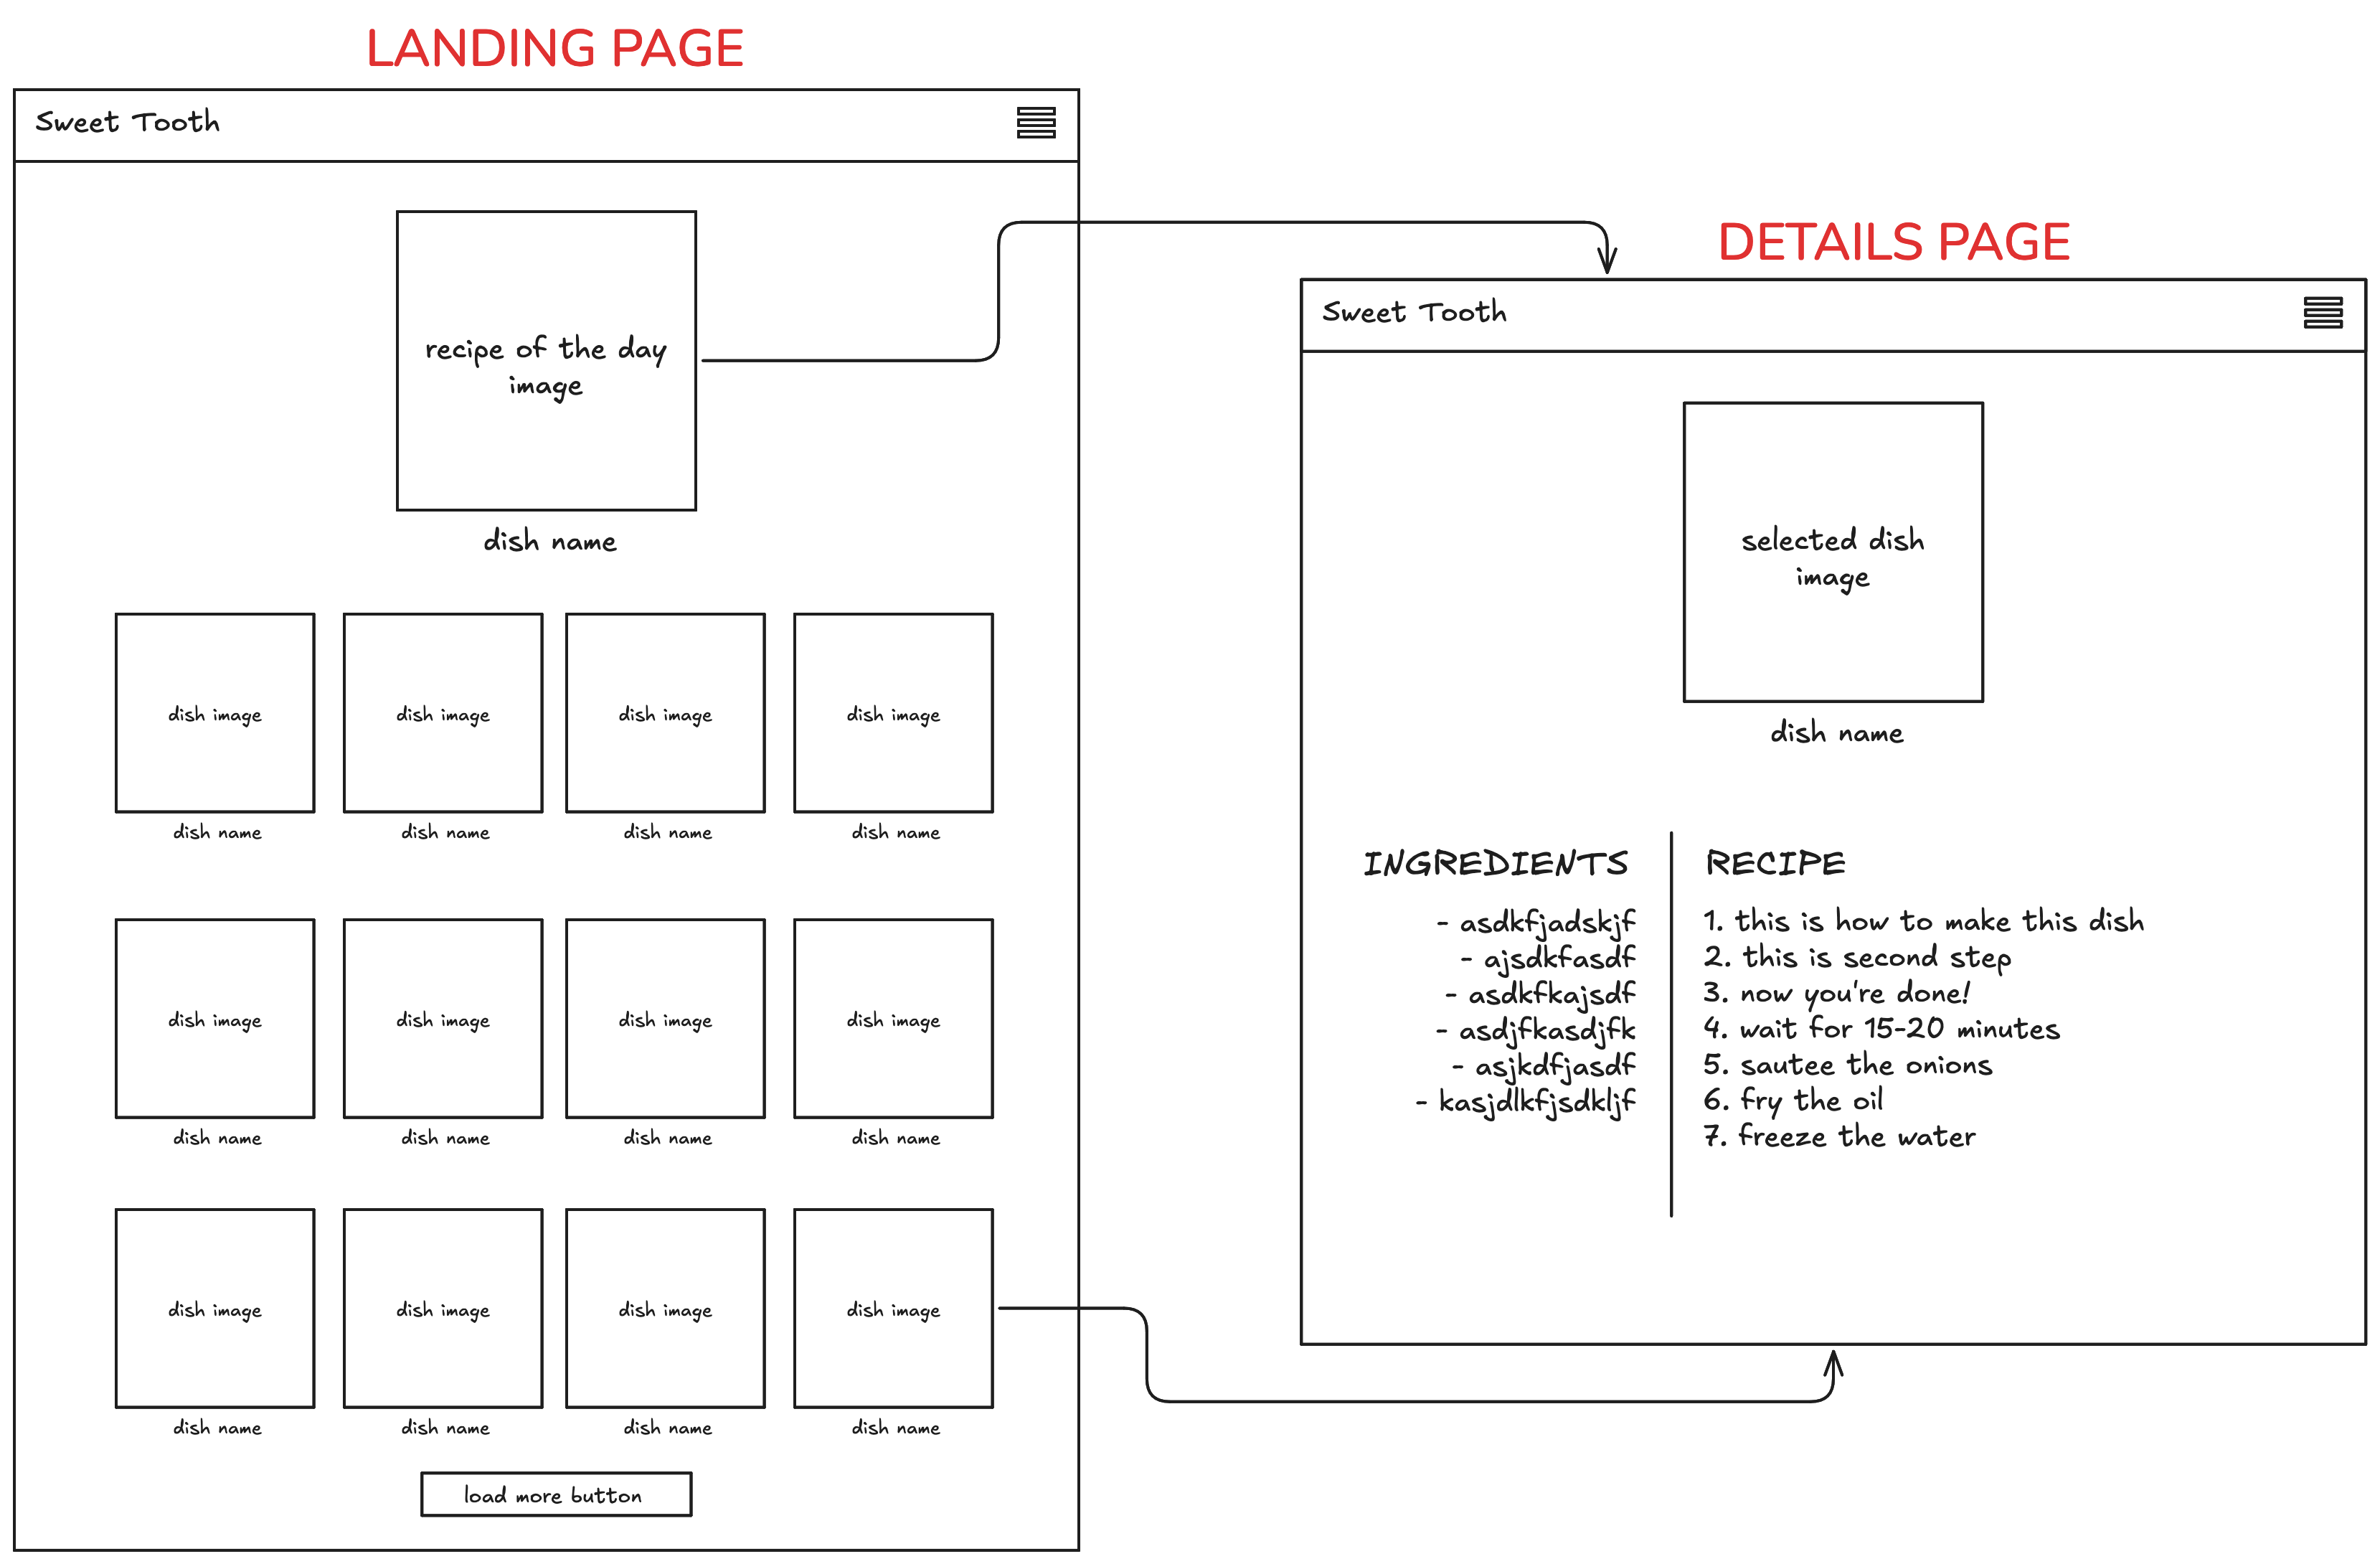 LANDING PAGE
Sweet Tooth
recipe of the day
image
dish name
dish image dish image dish image dish image
dish name dish name dish name dish name
dish image dish image dish image dish image
dish name dish name dish name dish name
dish image dish image dish image dish image
dish name dish name dish name dish name
load more button
DETAILS PAGE
Sweet Tooth
selected dish
image
dish name
INGREDIENTS
- asdkfjadskjf
- ajsdkfasdf
- asdkfkajsdf
- asdjfkasdjfk
- asjkdfjasdf
- kasjdlkfjsdkljf
RECIPE
1. this is how to make this dish
2. this is second step
3. now you're done!
4. wait for 15-20 minutes
5. sautee the onions
6. fry the oil
7. freeze the water